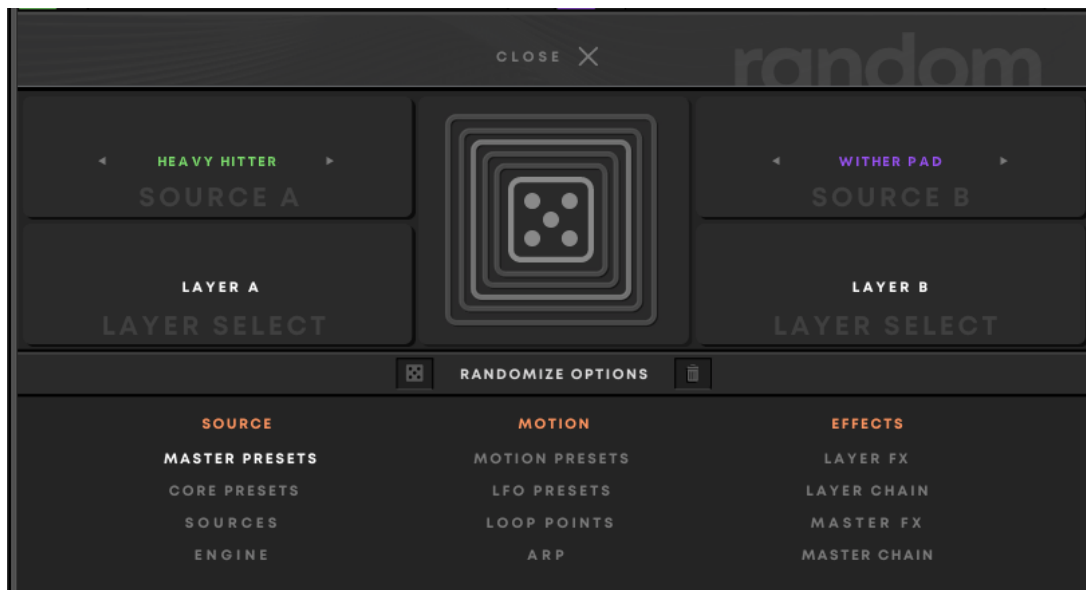 CLOSE
random
HEAVY HITTER
SOURCE A
WITHER PAD
SOURCE B
LAYER A
LAYER SELECT
LAYER B
LAYER SELECT
RANDOMIZE OPTIONS
SOURCE MOTION EFFECTS
MASTER PRESETS MOTION PRESETS LAYER FX
CORE PRESETS LFO PRESETS LAYER CHAIN
SOURCES LOOP POINTS MASTER FX
ENGINE ARP MASTER CHAIN